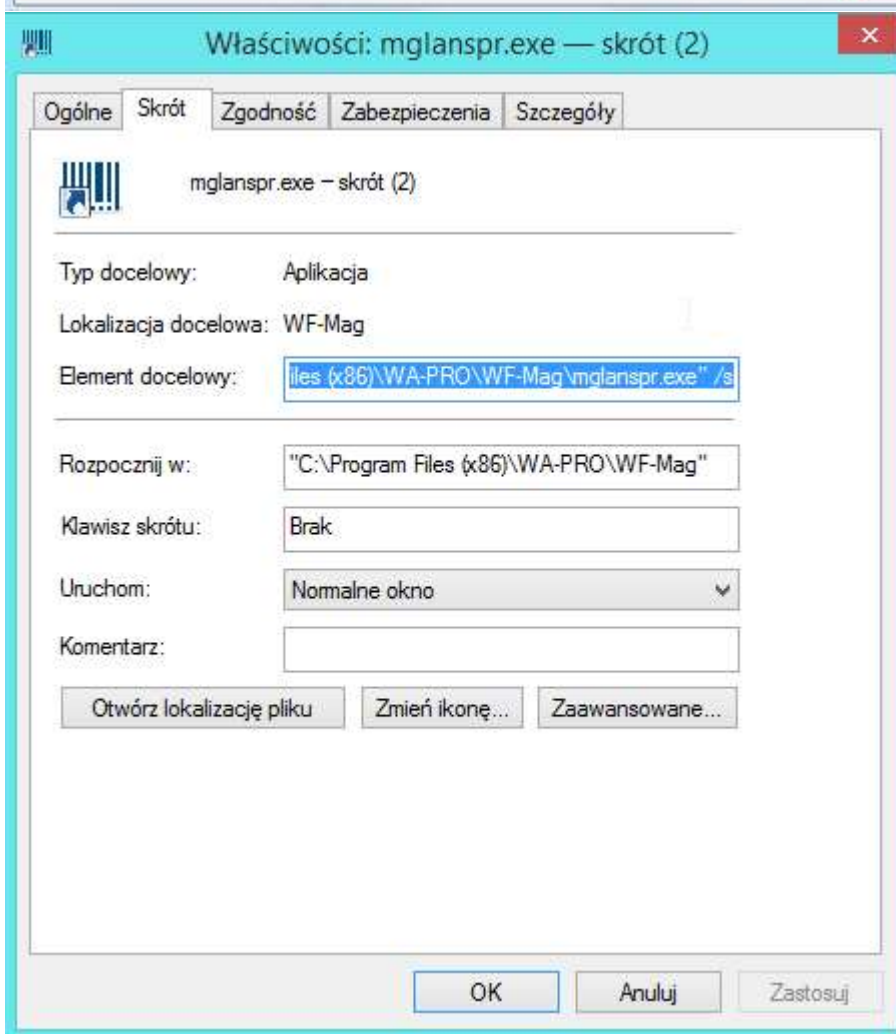 Właściwości: mglanspr.exe — skrót (2)
Ogólne Skrót Zgodność Zabezpieczenia Szczegóły
mglanspr.exe – skrót (2)
Typ docelowy: Aplikacja
Lokalizacja docelowa: WF-Mag
Element docelowy: iles (x86)\WA-PRO\WF-Mag\mglanspr.exe" /s
Rozpocznij w: "C:\Program Files (x86)\WA-PRO\WF-Mag"
Klawisz skrótu: Brak
Uruchom: Normalne okno
Komentarz:
Otwórz lokalizację pliku Zmień ikonę... Zaawansowane...
OK Anuluj Zastosuj